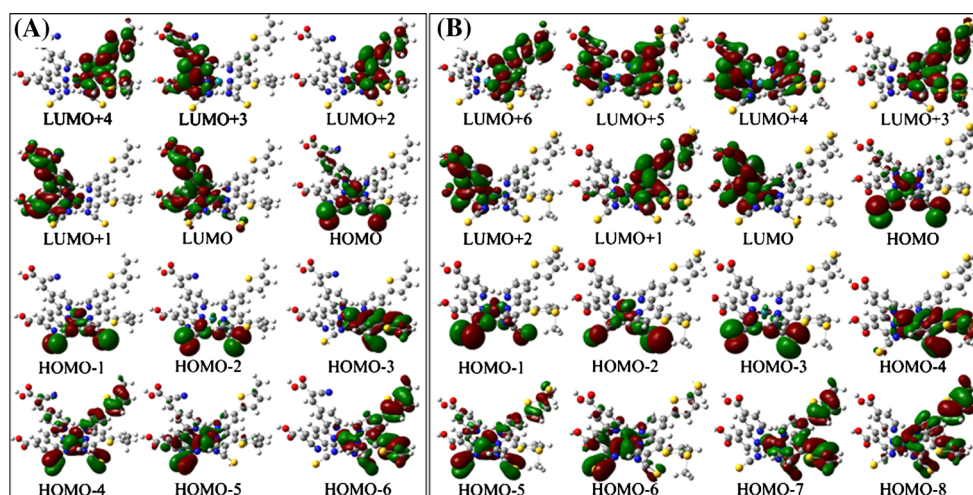 (A)
LUMO+4 LUMO+3 LUMO+2
LUMO+1 LUMO HOMO
HOMO-1 HOMO-2 HOMO-3
HOMO-4 HOMO-5 HOMO-6
(B)
LUMO+6 LUMO+5 LUMO+4 LUMO+3
LUMO+2 LUMO+1 LUMO HOMO
HOMO-1 HOMO-2 HOMO-3 HOMO-4
HOMO-5 HOMO-6 HOMO-7 HOMO-8